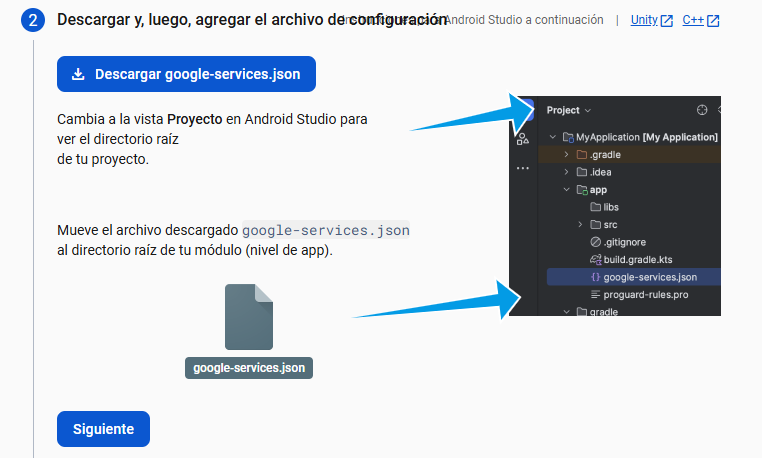 2 Descargar y, luego, agregar el archivo de configuración
para Android Studio a continuación | Unity C++
Descargar google-services.json
Cambia a la vista Proyecto en Android Studio para
ver el directorio raíz
de tu proyecto.
Mueve el archivo descargado google-services.json
al directorio raíz de tu módulo (nivel de app).
google-services.json
Siguiente
Project
MyApplication [My Application]
.gradle
.idea
app
libs
src
.gitignore
build.gradle.kts
{} google-services.json
proguard-rules.pro
gradle